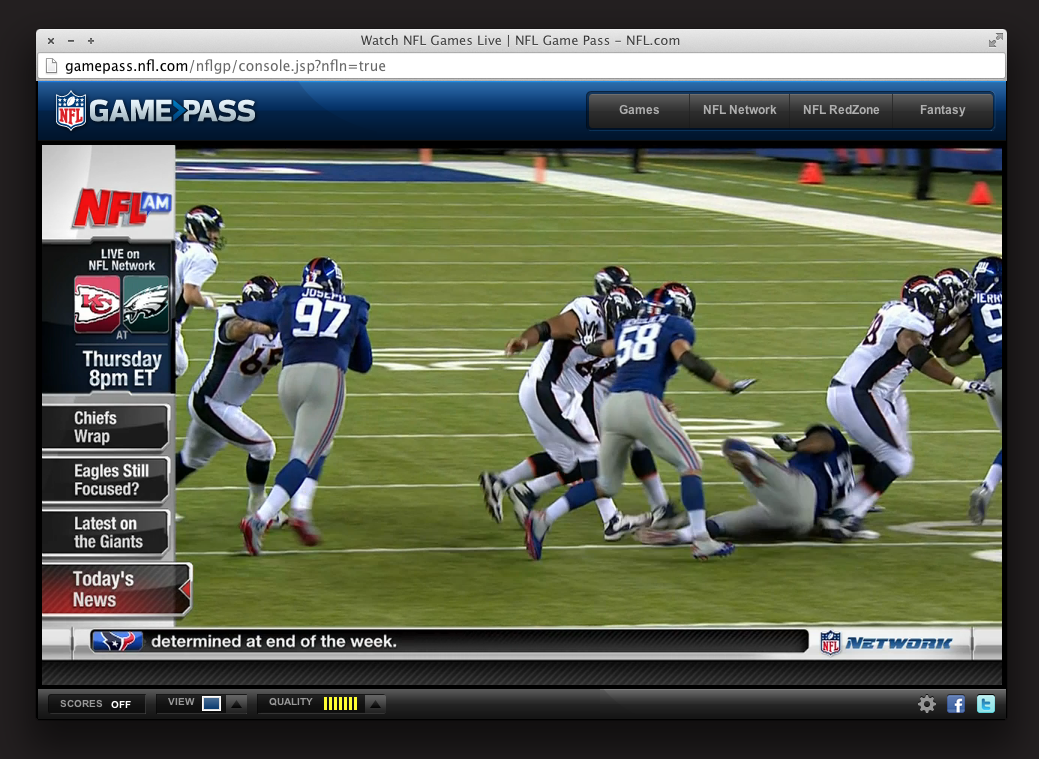 Watch NFL Games Live | NFL Game Pass – NFL.com
gamepass.nfl.com/nflgp/console.jsp?nfln=true
NFL GAME PASS
Games
NFL Network
NFL RedZone
Fantasy
NFL AM
LIVE on
NFL Network
KC
AT
Thursday
8pm ET
Chiefs
Wrap
Eagles Still
Focused?
Latest on
the Giants
Today's
News
JOSEPH
97
65
58
determined at end of the week.
NFL NETWORK
SCORES OFF
VIEW
QUALITY